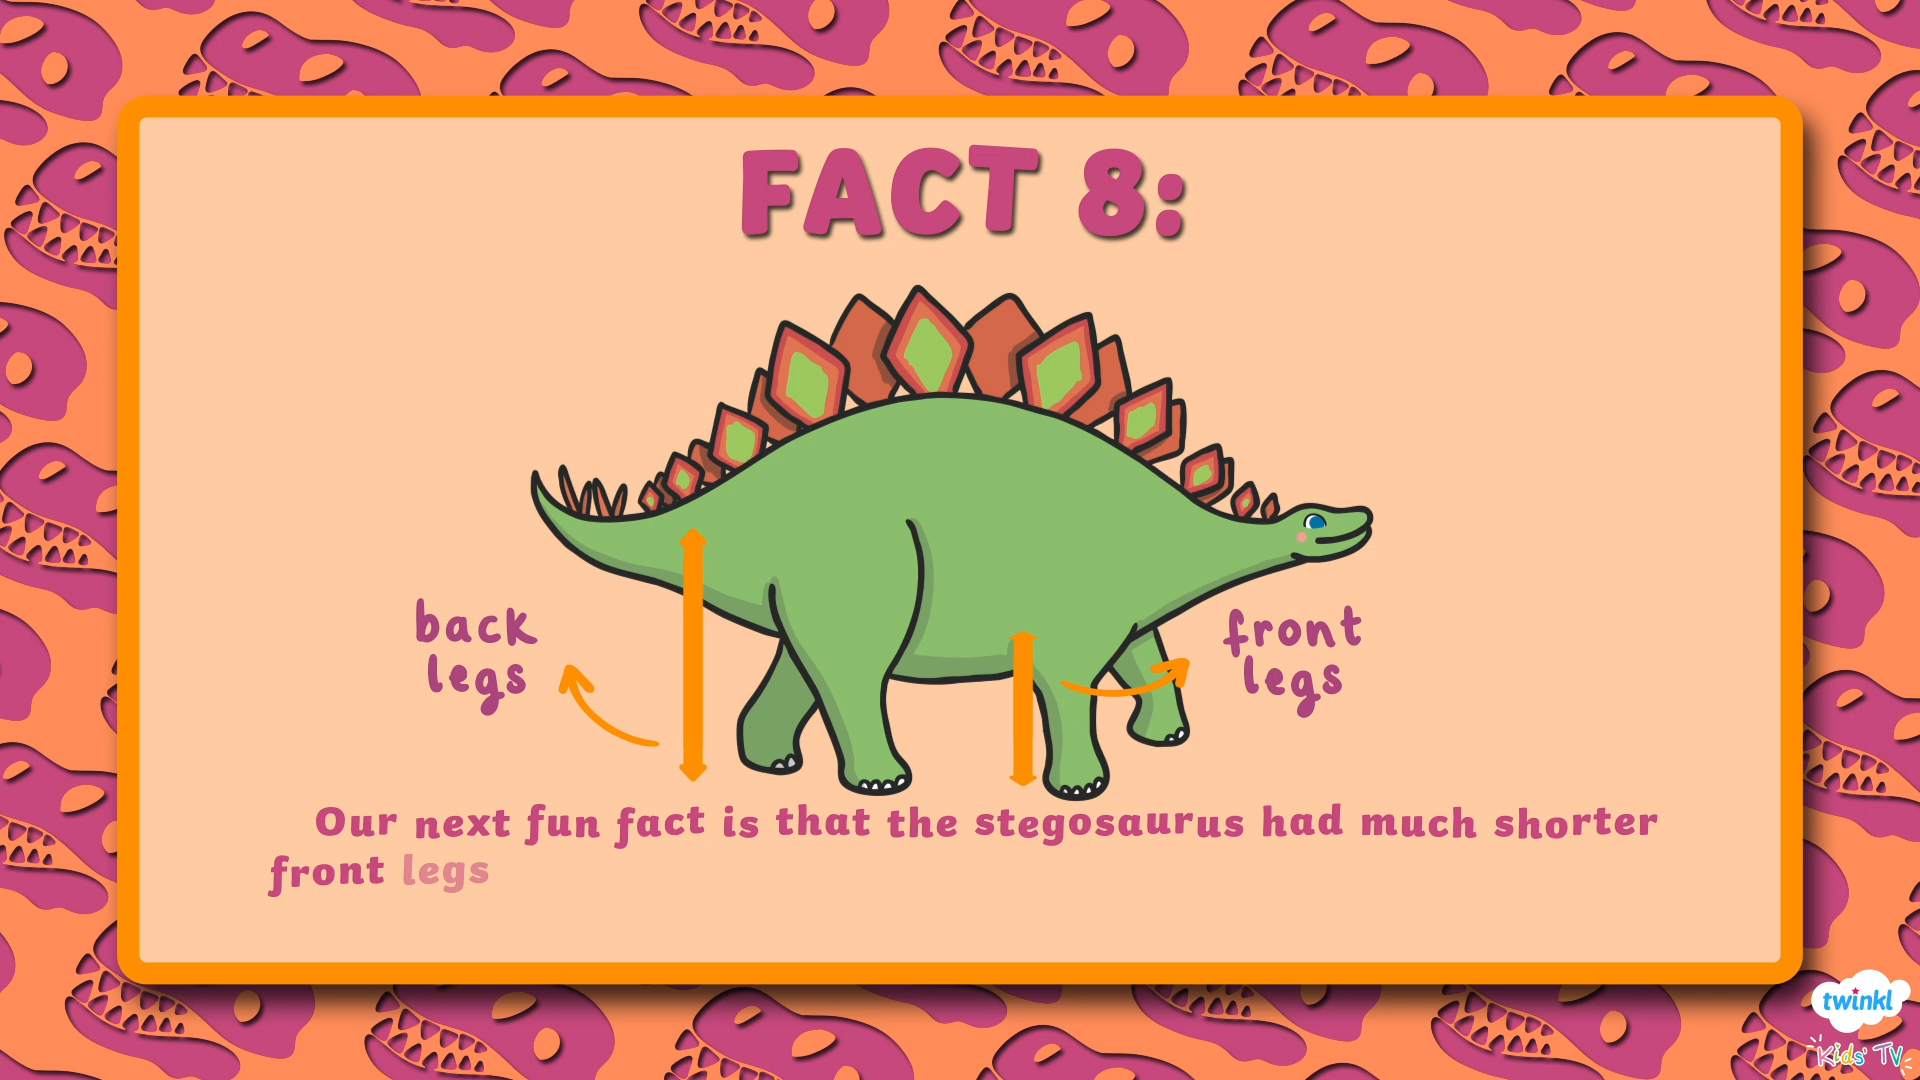 FACT 8:
back
legs
front
legs
Our next fun fact is that the stegosaurus had much shorter
front legs
twinkl
Kids' TV